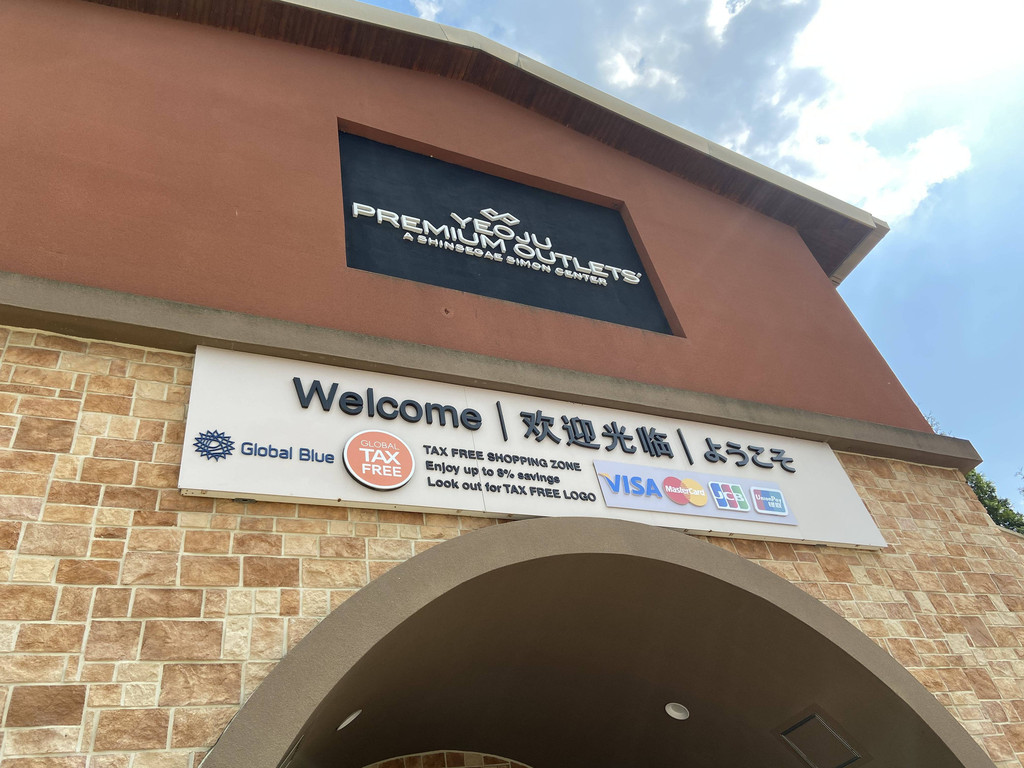 YEOJU
PREMIUM OUTLETS®
A SHINSEGAE SIMON CENTER
Welcome | 欢迎光临 | ようこそ
Global Blue
GLOBAL
TAX
FREE
TAX FREE SHOPPING ZONE
Enjoy up to 8% savings
Look out for TAX FREE LOGO
VISA
MasterCard
JCB
UnionPay
银联